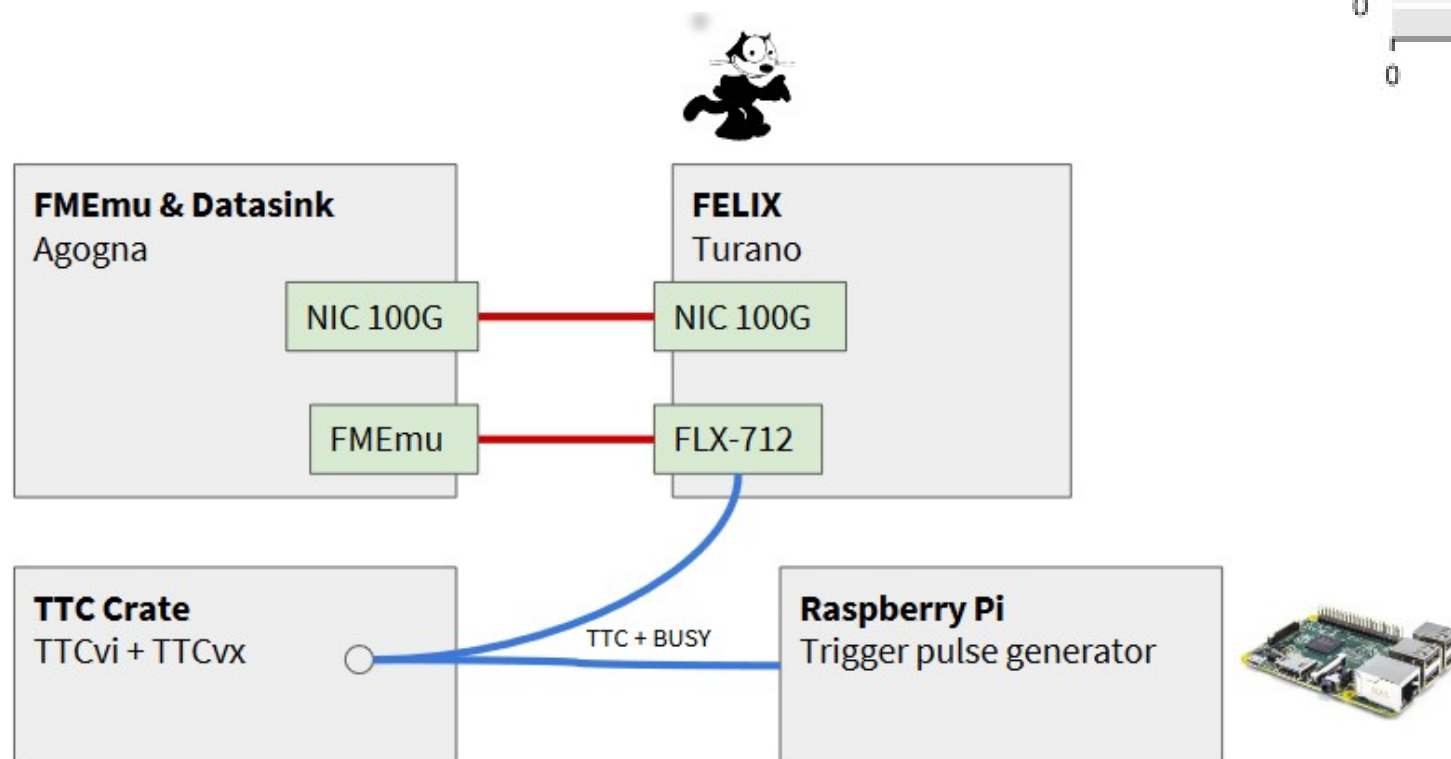 0
0
FMEmu & Datasink
Agogna
NIC 100G
FMEmu
FELIX
Turano
NIC 100G
FLX-712
TTC Crate
TTCvi + TTCvx
TTC + BUSY
Raspberry Pi
Trigger pulse generator